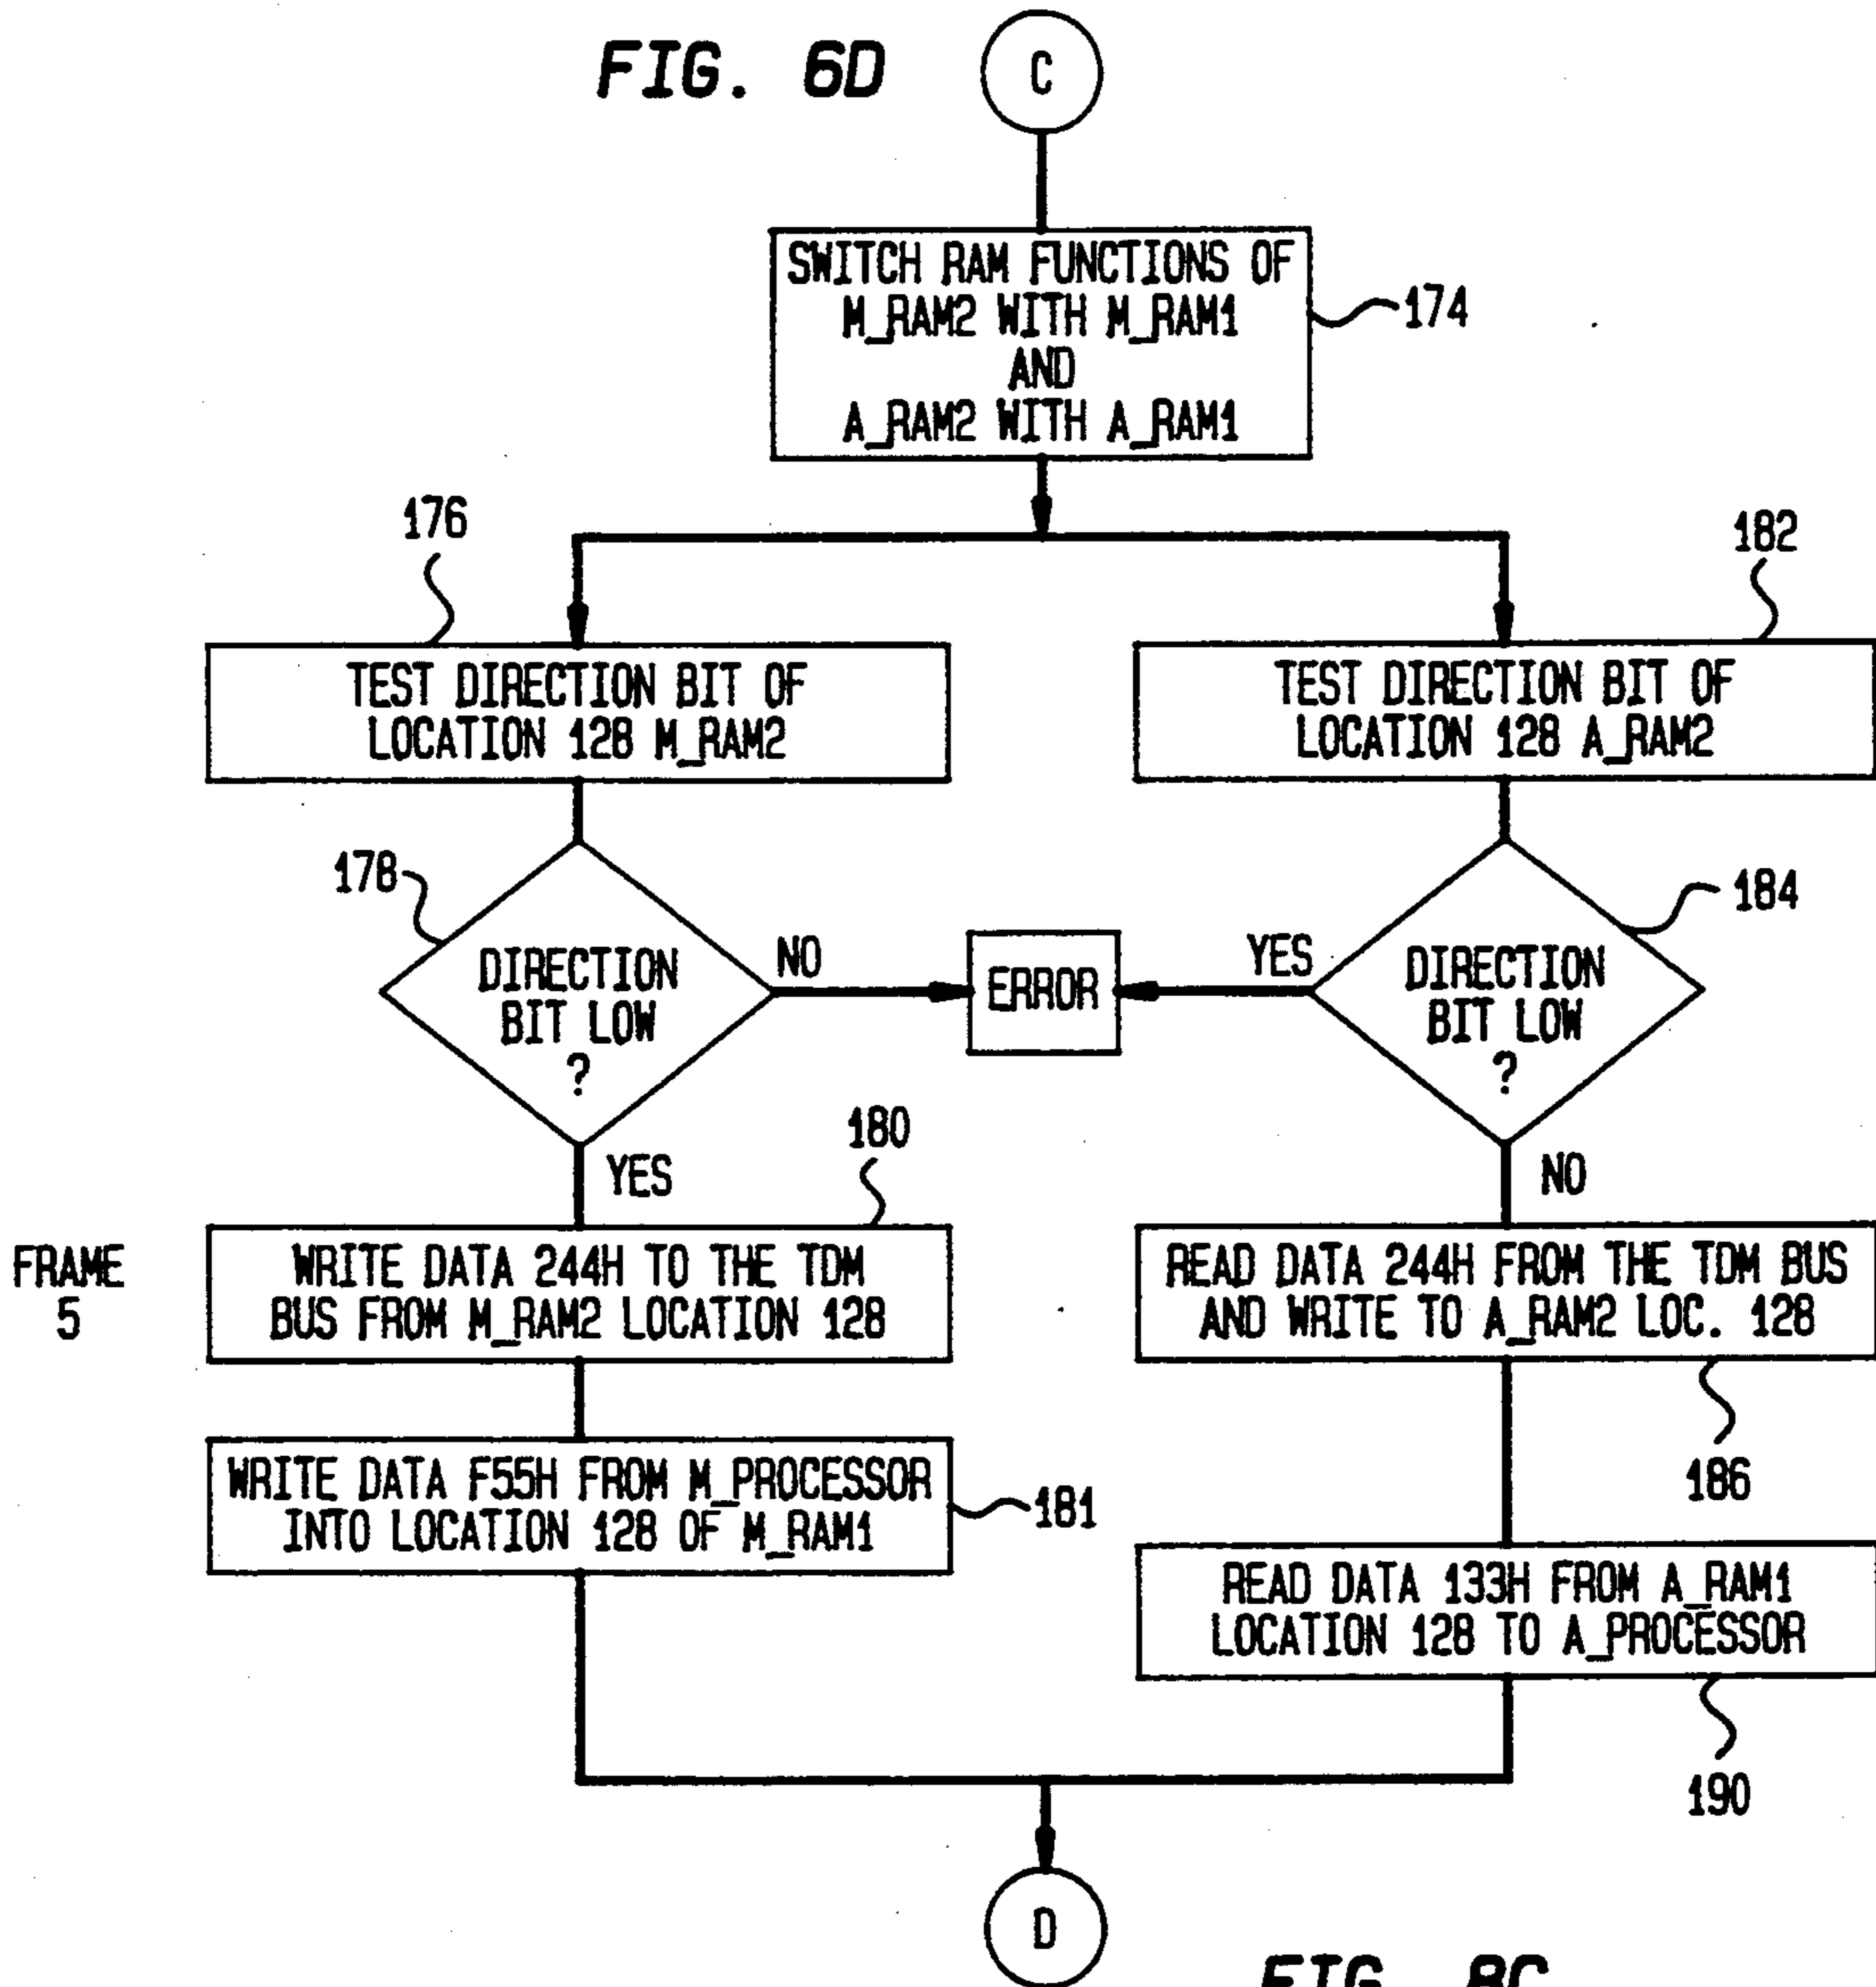 FIG. 6D
C
SWITCH RAM FUNCTIONS OF
M_RAM2 WITH M_RAM1
AND
A_RAM2 WITH A_RAM1
174
176
182
TEST DIRECTION BIT OF
LOCATION 128 M_RAM2
TEST DIRECTION BIT OF
LOCATION 128 A_RAM2
178
184
DIRECTION
BIT LOW
?
NO
ERROR
YES
DIRECTION
BIT LOW
?
180
YES
NO
FRAME
5
WRITE DATA 244H TO THE TDM
BUS FROM M_RAM2 LOCATION 128
READ DATA 244H FROM THE TDM BUS
AND WRITE TO A_RAM2 LOC. 128
186
WRITE DATA F55H FROM M_PROCESSOR
INTO LOCATION 128 OF M_RAM1
181
READ DATA 133H FROM A_RAM1
LOCATION 128 TO A_PROCESSOR
190
D
FIG. 8C